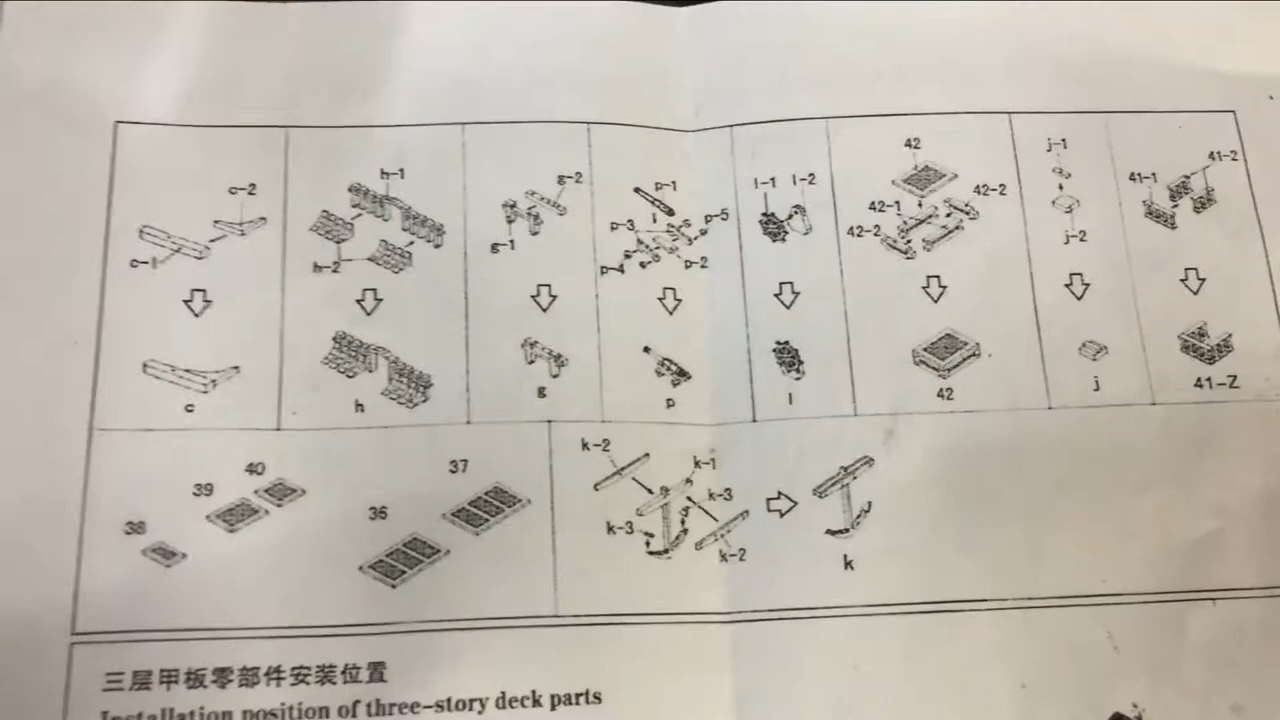 c-2
c-1
c
h-1
h-2
h
g-2
g-1
g
p-1
p-3
p-5
p-4
p-2
p
l-1
l-2
l
42
42-2
42-1
42-2
42
j-1
j-2
j
41-2
41-1
41-Z
40
39
38
37
36
k-2
k-1
k-3
k-3
k-2
k
三层甲板零部件安装位置
Installation position of three-story deck parts